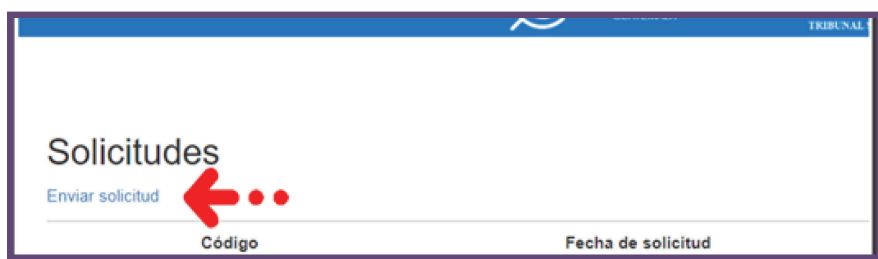 TRIBUNAL
Solicitudes
Enviar solicitud
Código Fecha de solicitud